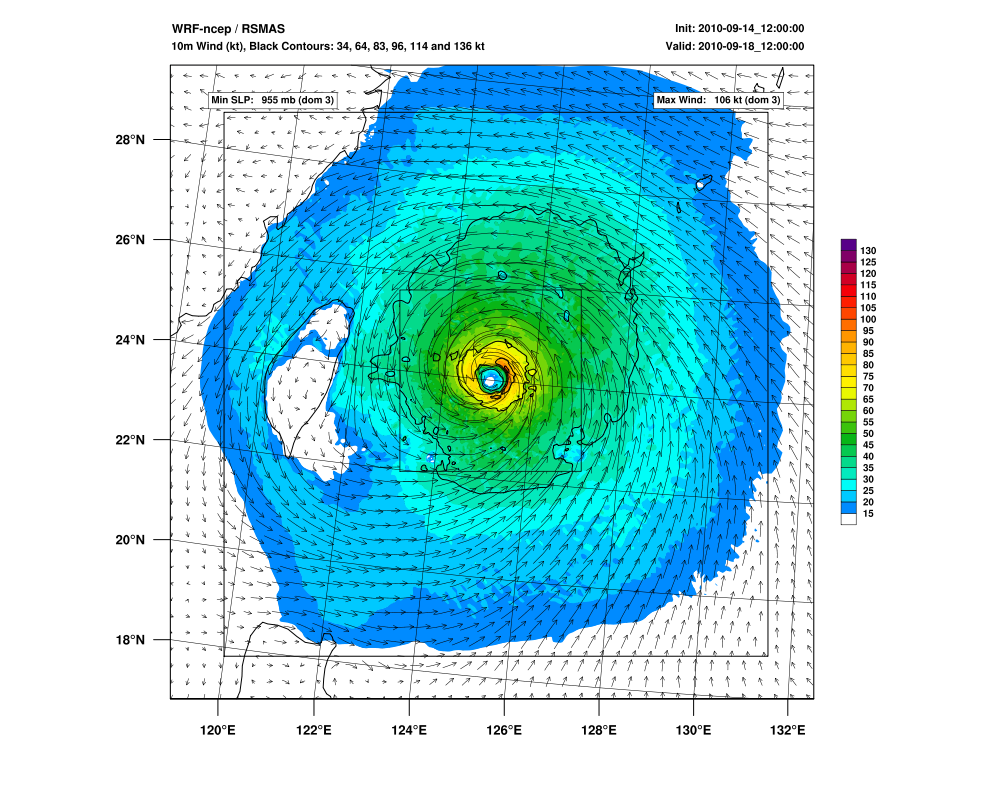 WRF-ncep / RSMAS
Init: 2010-09-14_12:00:00
10m Wind (kt), Black Contours: 34, 64, 83, 96, 114 and 136 kt
Valid: 2010-09-18_12:00:00
Min SLP: 955 mb (dom 3)
Max Wind: 106 kt (dom 3)
28°N
26°N
24°N
22°N
20°N
18°N
120°E
122°E
124°E
126°E
128°E
130°E
132°E
130
125
120
115
110
105
100
95
90
85
80
75
70
65
60
55
50
45
40
35
30
25
20
15